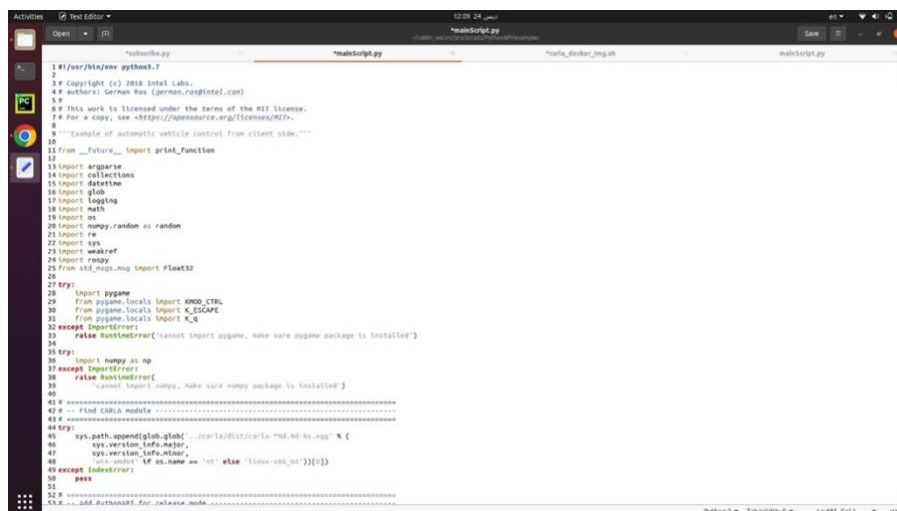 Activities
Text Editor
12:09 24 ديس
en
Open
*mainScript.py
Save
*subscribe.py
*mainScript.py
*carla_docker_img.sh
mainScript.py
1 #!/usr/bin/env python3.7
2
3 # Copyright (c) 2018 Intel Labs.
4 # authors: German Ros (german.ros@intel.com)
5 #
6 # This work is licensed under the terms of the MIT license.
7 # For a copy, see <https://opensource.org/licenses/MIT>.
8
9 """Example of automatic vehicle control from client side."""
10
11 from __future__ import print_function
12
13 import argparse
14 import collections
15 import datetime
16 import glob
17 import logging
18 import math
19 import os
20 import numpy.random as random
21 import re
22 import sys
23 import weakref
24 import rospy
25 from std_msgs.msg import Float32
26
27 try:
28     import pygame
29     from pygame.locals import KMOD_CTRL
30     from pygame.locals import K_ESCAPE
31     from pygame.locals import K_q
32 except ImportError:
33     raise RuntimeError('cannot import pygame, make sure pygame package is installed')
34
35 try:
36     import numpy as np
37 except ImportError:
38     raise RuntimeError(
39         'cannot import numpy, make sure numpy package is installed')
40
41 # ==============================================================================
42 # -- Find CARLA module ---------------------------------------------------------
43 # ==============================================================================
44 try:
45     sys.path.append(glob.glob('../carla/dist/carla-*%d.%d-%s.egg' % (
46         sys.version_info.major,
47         sys.version_info.minor,
48         'win-amd64' if os.name == 'nt' else 'linux-x86_64'))[0])
49 except IndexError:
50     pass
51
52 # ==============================================================================
53 # -- Add PythonAPI for release mode --------------------------------------------